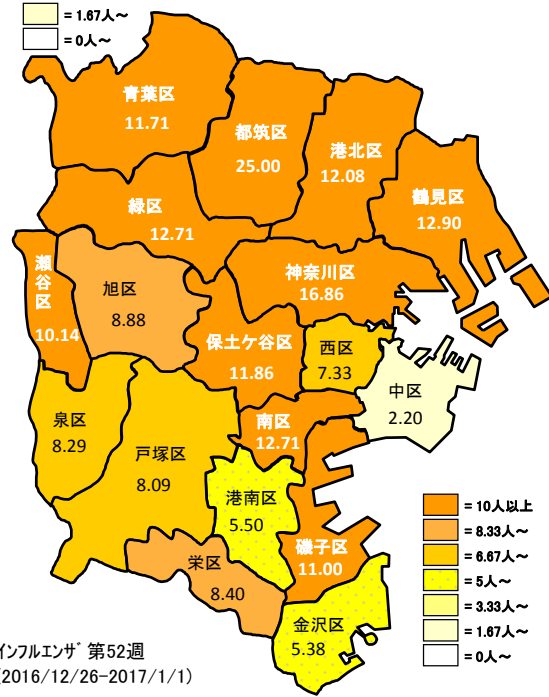 = 1.67人～
= 0人～
青葉区
11.71
都筑区
25.00
港北区
12.08
鶴見区
12.90
緑区
12.71
瀬谷区
10.14
旭区
8.88
神奈川区
16.86
保土ケ谷区
11.86
西区
7.33
中区
2.20
泉区
8.29
戸塚区
8.09
南区
12.71
港南区
5.50
磯子区
11.00
栄区
8.40
金沢区
5.38
= 10人以上
= 8.33人～
= 6.67人～
= 5人～
= 3.33人～
= 1.67人～
= 0人～
インフルエンザ 第52週
(2016/12/26-2017/1/1)